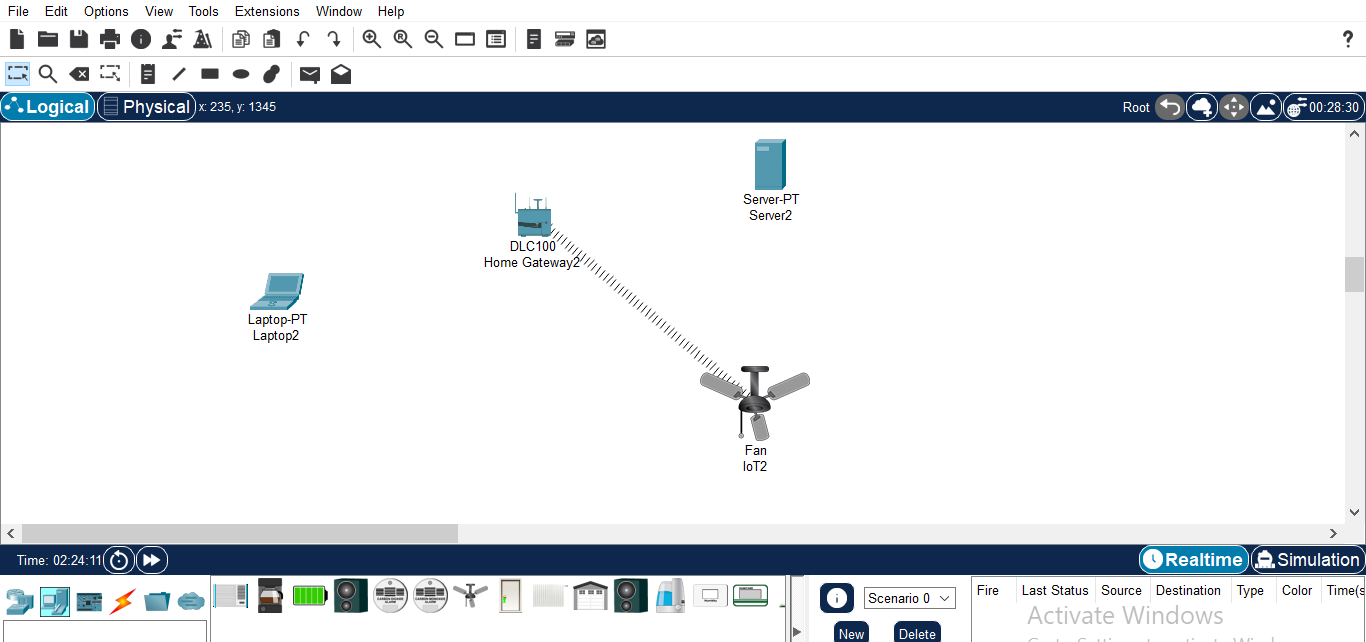 File Edit Options View Tools Extensions Window Help
Logical Physical x: 235, y: 1345 Root 00:28:30
Server-PT
Server2
DLC100
Home Gateway2
Laptop-PT
Laptop2
Fan
IoT2
Time: 02:24:11 Realtime Simulation
Scenario 0
New Delete
Fire Last Status Source Destination Type Color Time(s
Activate Windows